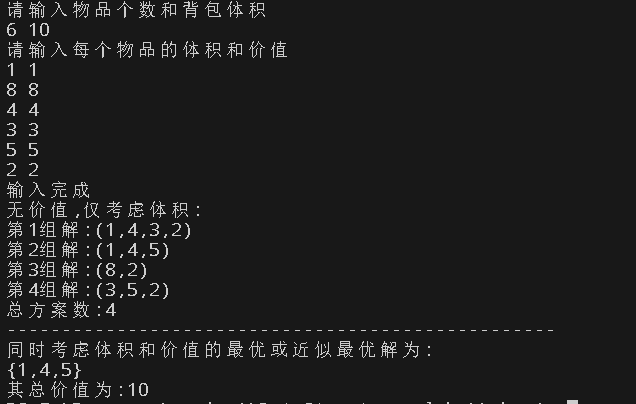 请输入物品个数和背包体积
6 10
请输入每个物品的体积和价值
1 1
8 8
4 4
3 3
5 5
2 2
输入完成
无价值,仅考虑体积:
第1组解:(1,4,3,2)
第2组解:(1,4,5)
第3组解:(8,2)
第4组解:(3,5,2)
总方案数:4
----------------------------------------------------
同时考虑体积和价值的最优或近似最优解为:
{1,4,5}
其总价值为:10